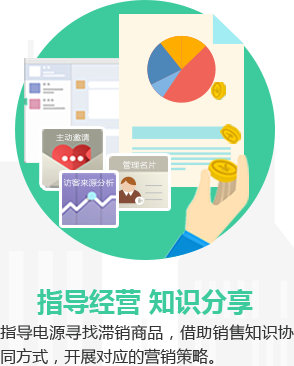 主动邀请
管理名片
访客来源分析
指导经营 知识分享
指导电源寻找滞销商品，借助销售知识协
同方式，开展对应的营销策略。